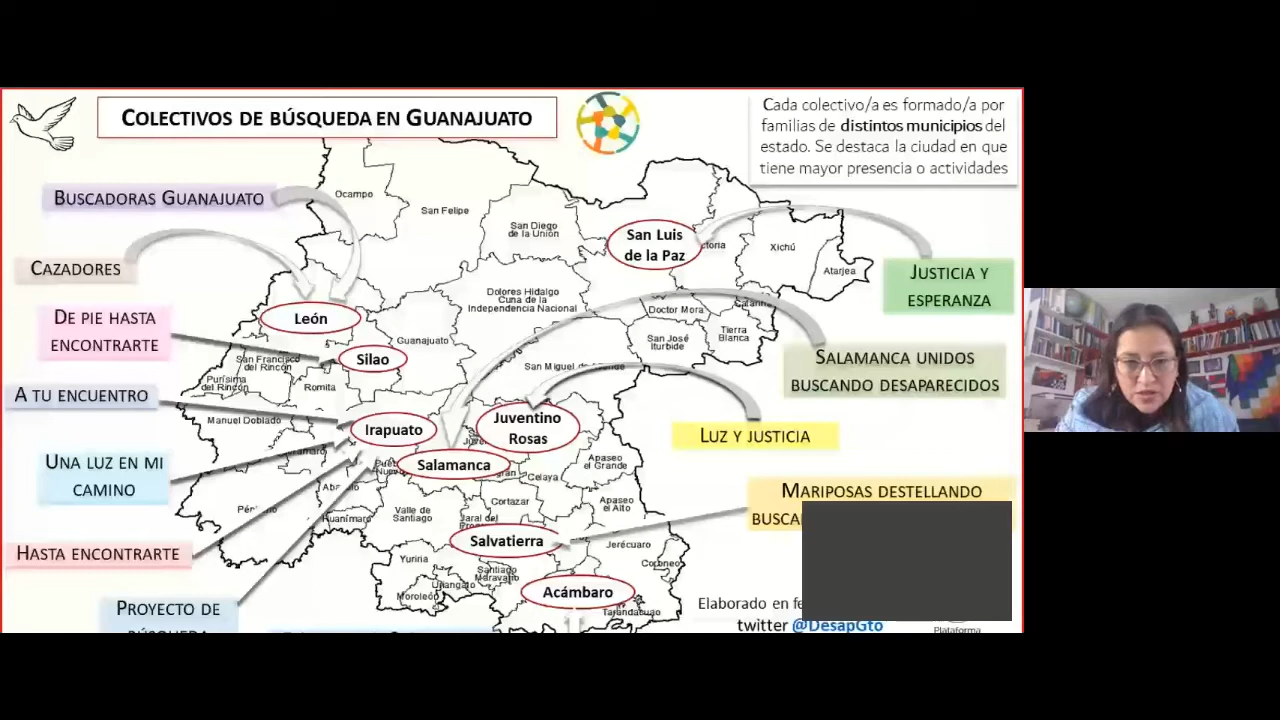 COLECTIVOS DE BÚSQUEDA EN GUANAJUATO
Cada colectivo/a es formado/a por
familias de distintos municipios del
estado. Se destaca la ciudad en que
tiene mayor presencia o actividades
BUSCADORAS GUANAJUATO
CAZADORES
DE PIE HASTA
ENCONTRARTE
A TU ENCUENTRO
UNA LUZ EN MI
CAMINO
HASTA ENCONTRARTE
PROYECTO DE
BÚSQUEDA
Ocampo
San Felipe
San Diego
de la Unión
San Luis
de la Paz
Xichú
Atarjea
Dolores Hidalgo
Cuna de la
Independencia Nacional
Doctor Mora
Tierra
Blanca
San José
Iturbide
León
Silao
Guanajuato
San Francisco
del Rincón
Purísima
del Rincón
Romita
San Miguel de
Manuel Doblado
Irapuato
Juventino
Rosas
Salamanca
Apaseo
el Grande
Celaya
Cortazar
Apaseo
el Alto
Valle de
Santiago
Jaral del
Huanímaro
Salvatierra
Jerécuaro
Coroneo
Yuriria
Santiago
Maravatío
Uriangato
Moroleón
Acámbaro
Tarandacuao
JUSTICIA Y
ESPERANZA
SALAMANCA UNIDOS
BUSCANDO DESAPARECIDOS
LUZ Y JUSTICIA
MARIPOSAS DESTELLANDO
Elaborado en
twitter @DesapGto
Plataforma